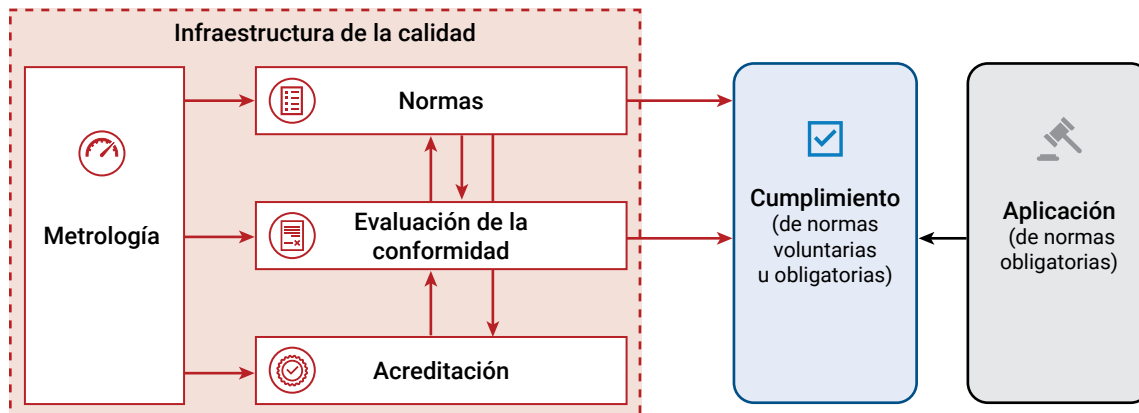 Infraestructura de la calidad
Metrología
Normas
Evaluación de la
conformidad
Acreditación
Cumplimiento
(de normas
voluntarias
u obligatorias)
Aplicación
(de normas
obligatorias)